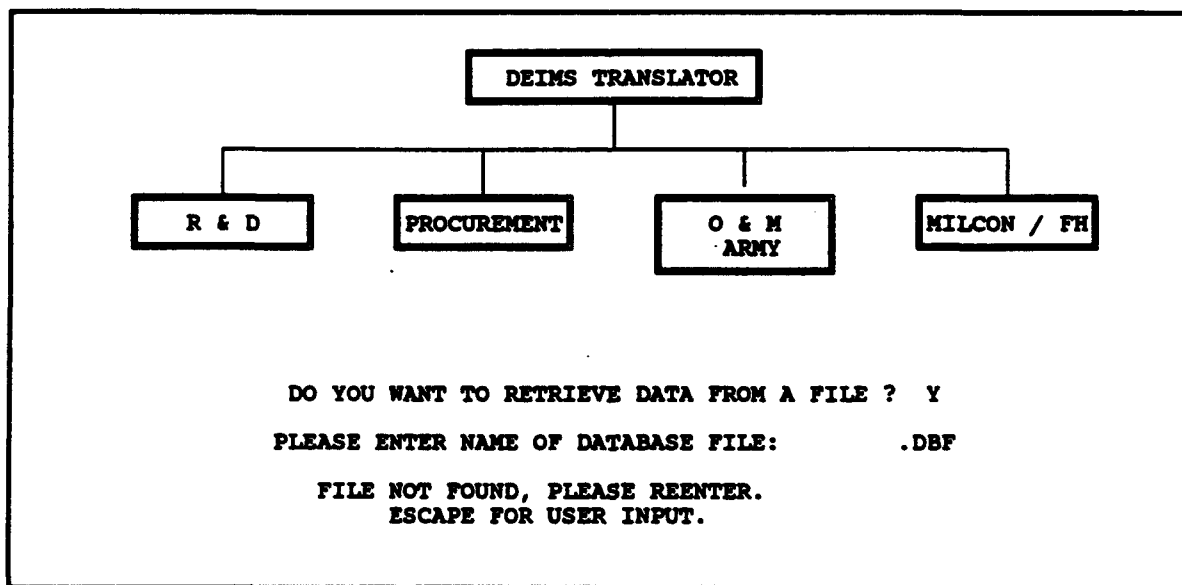 DEIMS TRANSLATOR
R & D
PROCUREMENT
O & M
ARMY
MILCON / FH
DO YOU WANT TO RETRIEVE DATA FROM A FILE ? Y
PLEASE ENTER NAME OF DATABASE FILE: .DBF
FILE NOT FOUND, PLEASE REENTER.
ESCAPE FOR USER INPUT.